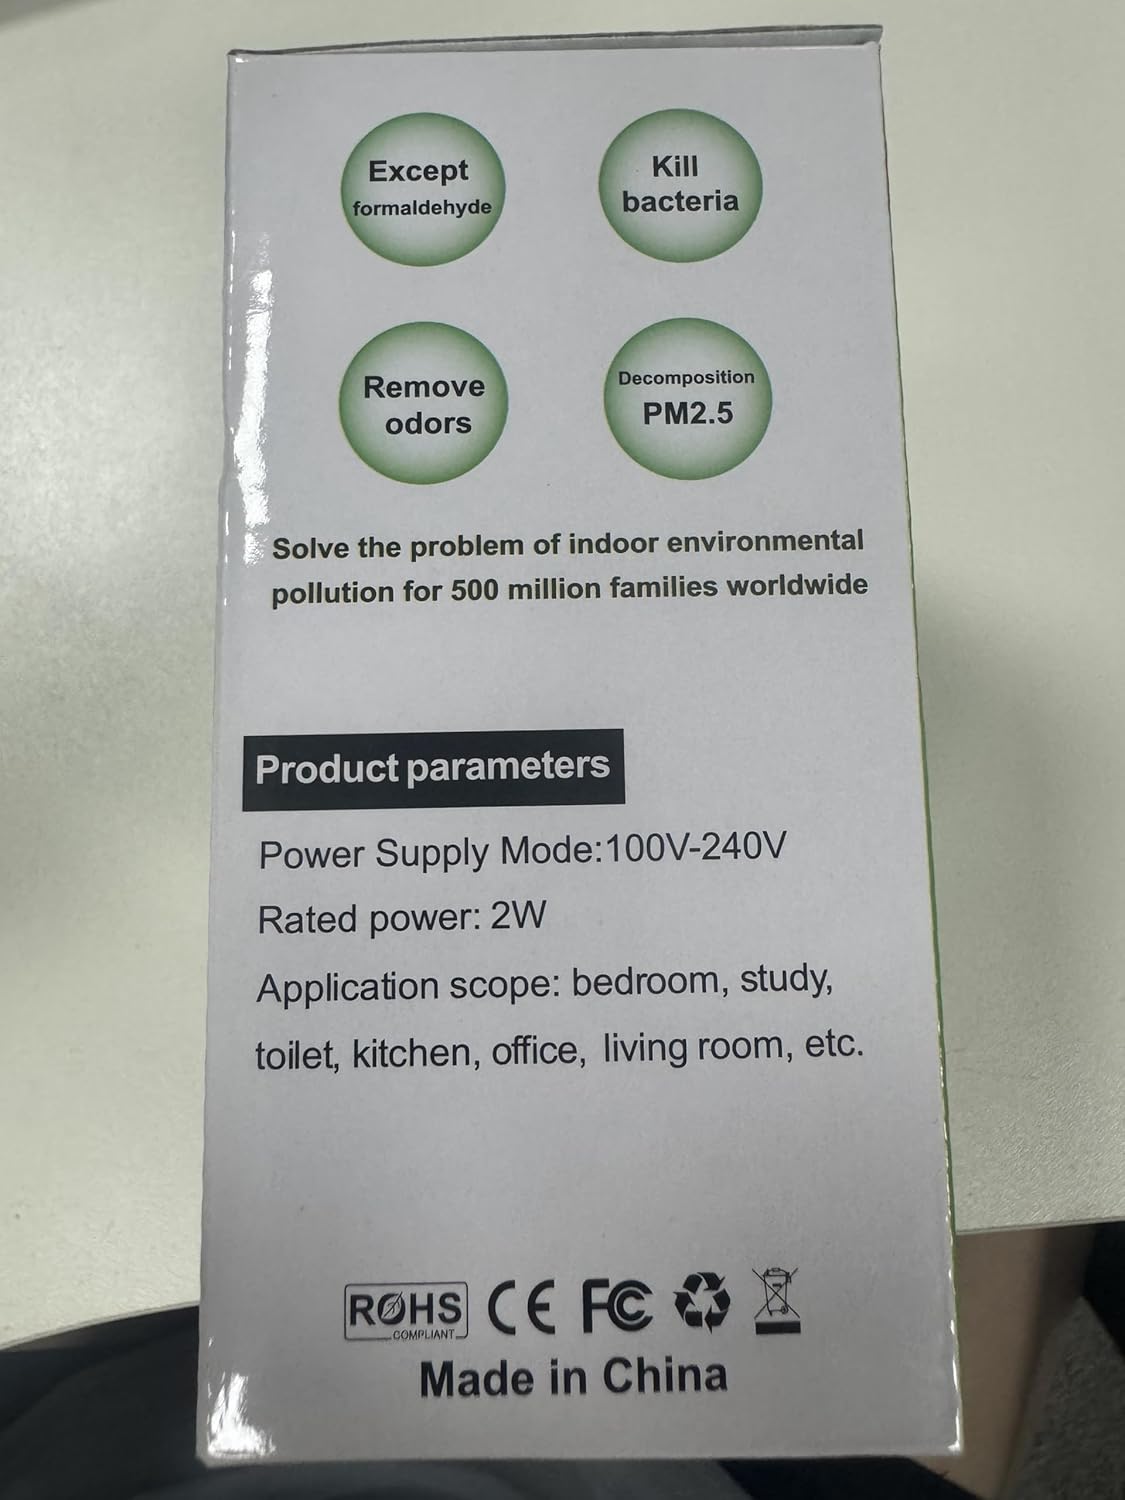 Except
formaldehyde
Kill
bacteria
Remove
odors
Decomposition
PM2.5
Solve the problem of indoor environmental
pollution for 500 million families worldwide
Product parameters
Power Supply Mode:100V-240V
Rated power: 2W
Application scope: bedroom, study,
toilet, kitchen, office, living room, etc.
ROHS CE FC
COMPLIANT
Made in China